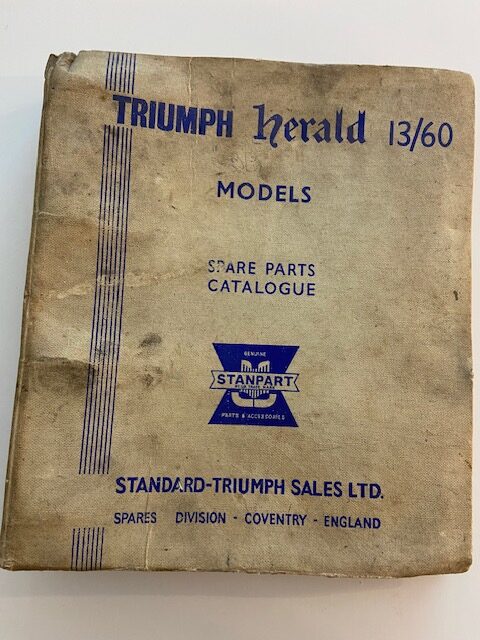 TRIUMPH Herald 13/60
MODELS
SPARE PARTS
CATALOGUE
GENUINE
STANPART
PARTS & ACCESSORIES
STANDARD-TRIUMPH SALES LTD.
SPARES DIVISION - COVENTRY - ENGLAND